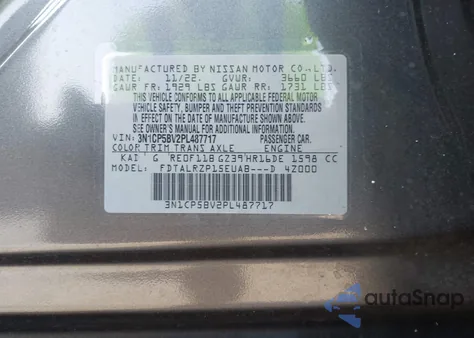 MANUFACTURED BY NISSAN MOTOR CO.,LTD.
DATE: 11/22 GVWR: 3660 LBS
GAWR FR: 1929 LBS GAWR RR: 1731 LBS
THIS VEHICLE CONFORMS TO ALL APPLICABLE FEDERAL MOTOR
VEHICLE SAFETY, BUMPER, AND THEFT PREVENTION STANDARDS
IN EFFECT ON THE DATE OF MANUFACTURE SHOWN ABOVE.
SEE OWNER'S MANUAL FOR ADDITIONAL INFORMATION.
VIN: 3N1CP5BV2PL487717 PASSENGER CAR
COLOR TRIM TRANS AXLE ENGINE
KAD G RE0F11B GZ39 HR16DE 1598 CC
MODEL: FDTALRZP15EUAB---D 4Z000
3N1CP5BV2PL487717
autoSnap